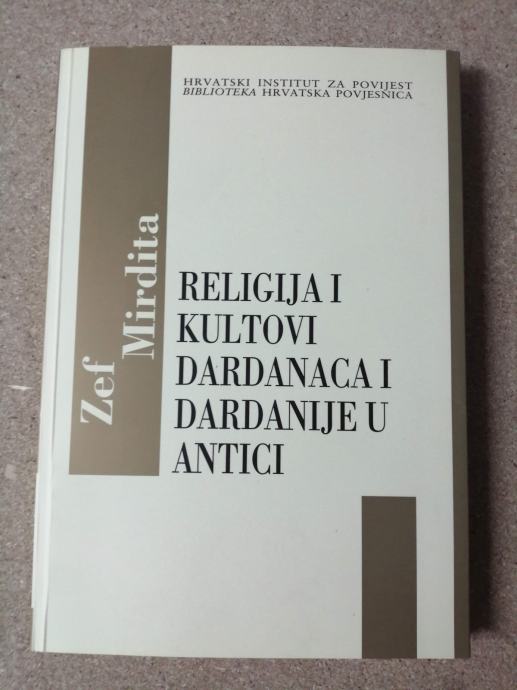 HRVATSKI INSTITUT ZA POVIJEST
BIBLIOTEKA HRVATSKA POVJESNICA
Zef
Mirdita
RELIGIJA I
KULTOVI
DARDANACA I
DARDANIJE U
ANTICI